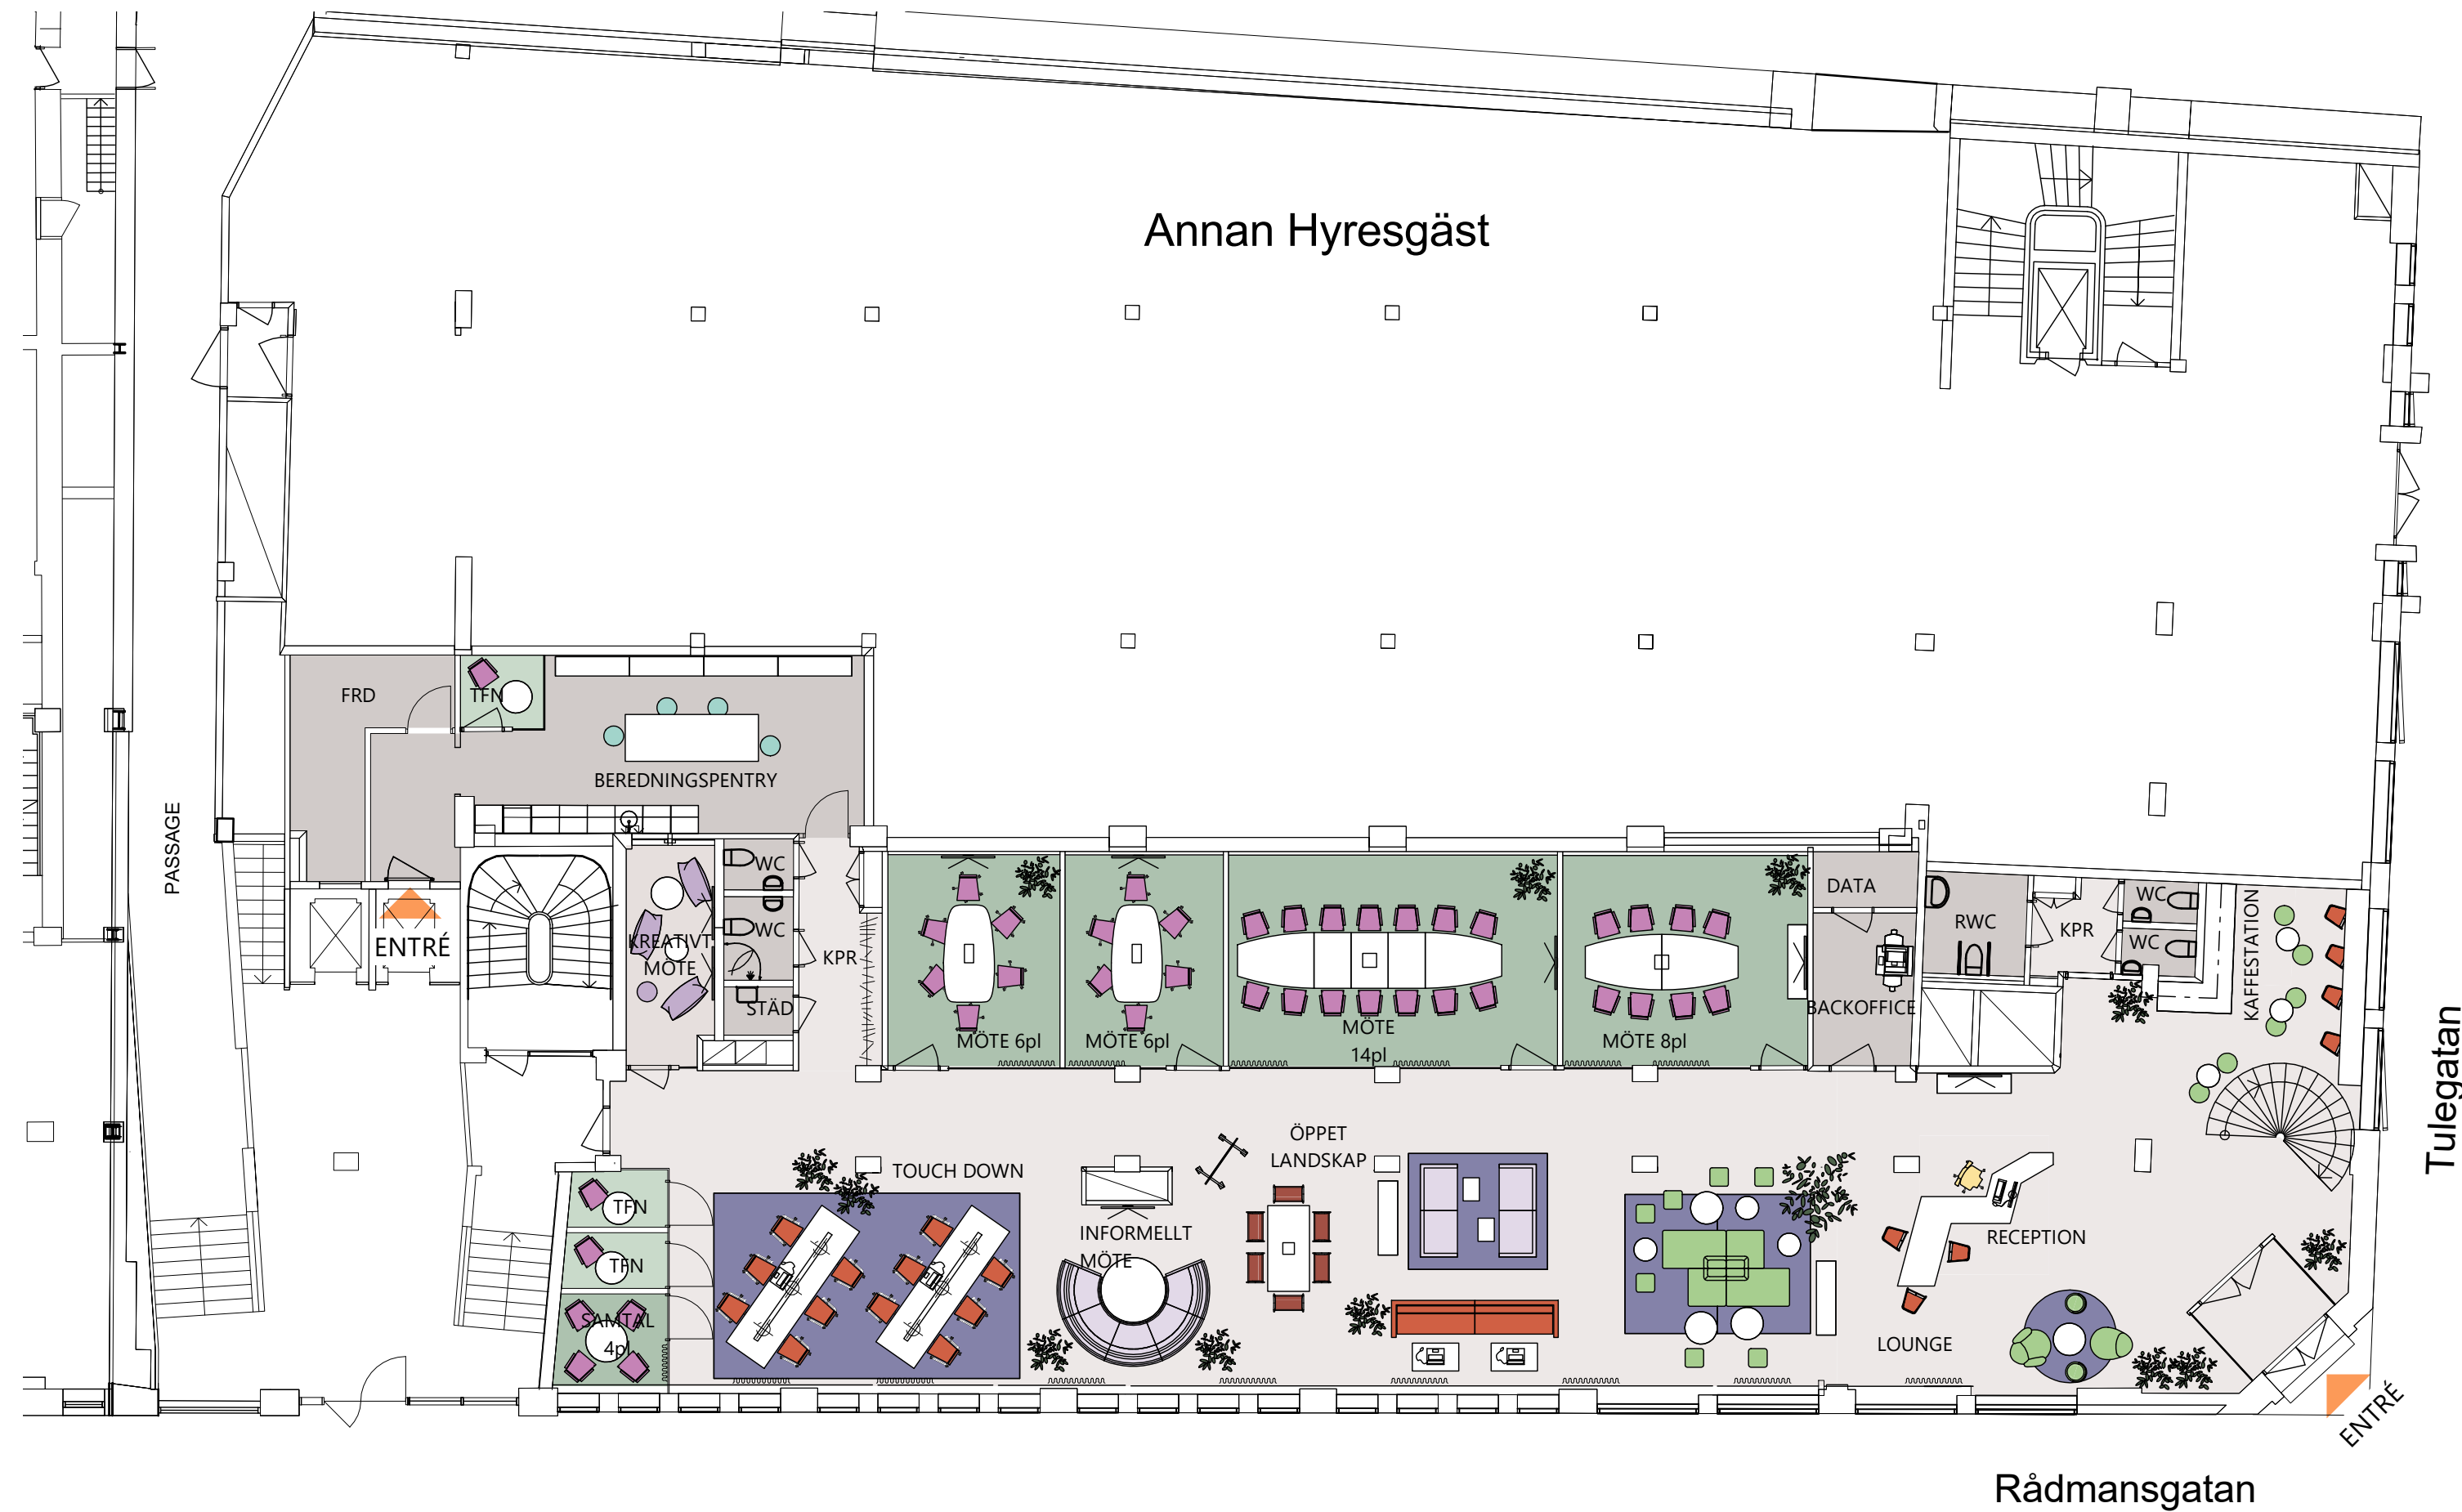 Annan Hyresgäst
FRD
TFN
BEREDNINGSPENTRY
PASSAGE
ENTRÉ
KREATIVT
MÖTE
WC
WC
STÄD
KPR
MÖTE 6pl
MÖTE 6pl
MÖTE
14pl
MÖTE 8pl
DATA
BACKOFFICE
RWC
KPR
WC
WC
KAFFESTATION
Tulegatan
TOUCH DOWN
ÖPPET
LANDSKAP
INFORMELLT
MÖTE
TFN
TFN
SAMTAL
4pl
RECEPTION
LOUNGE
ENTRÉ
Rådmansgatan